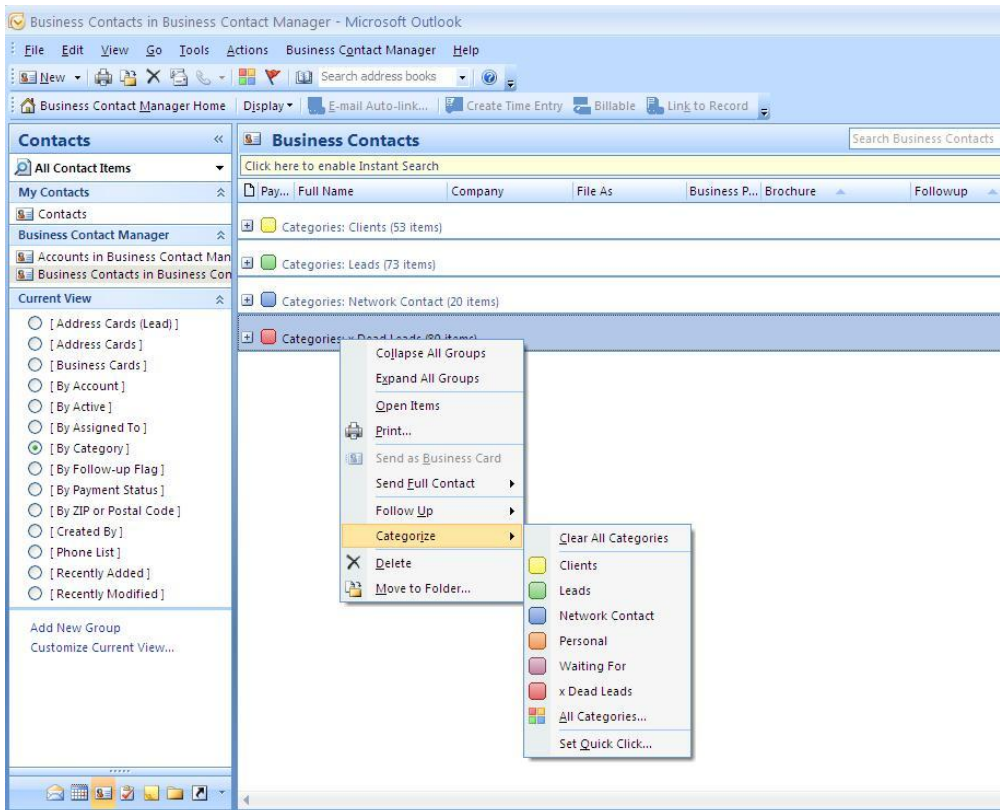 Business Contacts in Business Contact Manager - Microsoft Outlook
File Edit View Go Tools Actions Business Contact Manager Help
New Search address books
Business Contact Manager Home Display E-mail Auto-link... Create Time Entry Billable Link to Record
Contacts «
All Contact Items
My Contacts
Contacts
Business Contact Manager
Accounts in Business Contact Man
Business Contacts in Business Con
Current View
[ Address Cards (Lead) ]
[ Address Cards ]
[ Business Cards ]
[ By Account ]
[ By Active ]
[ By Assigned To ]
[ By Category ]
[ By Follow-up Flag ]
[ By Payment Status ]
[ By ZIP or Postal Code ]
[ Created By ]
[ Phone List ]
[ Recently Added ]
[ Recently Modified ]
Add New Group
Customize Current View...
Business Contacts
Search Business Contacts
Click here to enable Instant Search
Pay... Full Name Company File As Business P... Brochure Followup
Categories: Clients (53 items)
Categories: Leads (73 items)
Categories: Network Contact (20 items)
Categories: x Dead Leads (80 items)
Collapse All Groups
Expand All Groups
Open Items
Print...
Send as Business Card
Send Full Contact
Follow Up
Categorize
Delete
Move to Folder...
Clear All Categories
Clients
Leads
Network Contact
Personal
Waiting For
x Dead Leads
All Categories...
Set Quick Click...